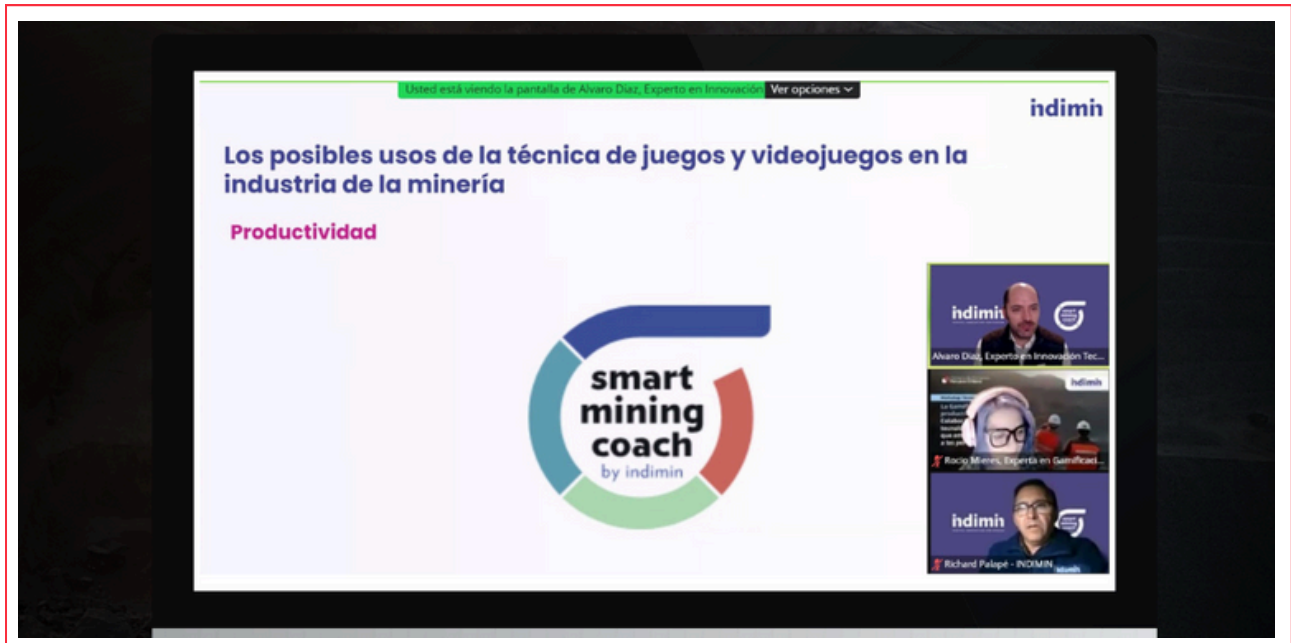 Usted está viendo la pantalla de Alvaro Diaz, Experto en Innovación
Ver opciones
indimin
Los posibles usos de la técnica de juegos y videojuegos en la
industria de la minería
Productividad
smart
mining
coach
by indimin
indimin
Alvaro Diaz, Experto en Innovación Tec...
indimin
Rocio Mieres, Experta en Gamificaci...
indimin
Richard Palapé - INDIMIN